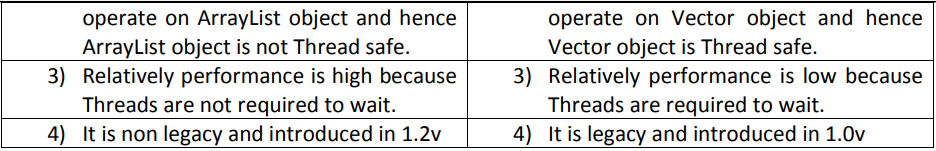 operate on ArrayList object and hence
ArrayList object is not Thread safe.
operate on Vector object and hence
Vector object is Thread safe.
3) Relatively performance is high because
Threads are not required to wait.
3) Relatively performance is low because
Threads are required to wait.
4) It is non legacy and introduced in 1.2v
4) It is legacy and introduced in 1.0v